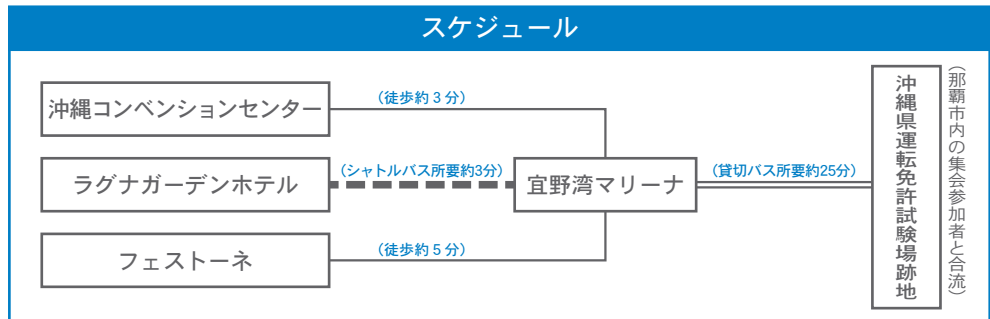 スケジュール
沖縄コンベンションセンター
（徒歩約３分）
ラグナガーデンホテル
（シャトルバス所要約3分）
宜野湾マリーナ
（貸切バス所要約25分）
フェストーネ
（徒歩約５分）
沖縄県運転免許試験場跡地
（那覇市内の集会参加者と合流）